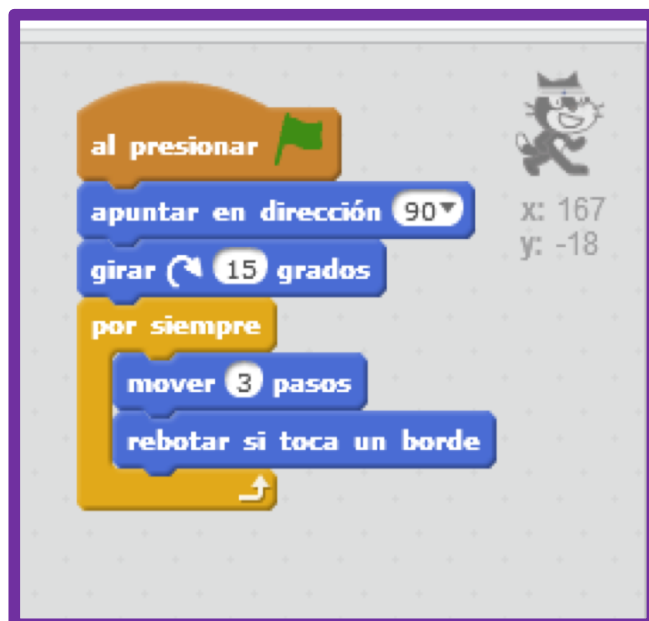 al presionar
apuntar en dirección 90
x: 167
girar 15 grados
y: -18
por siempre
mover 3 pasos
rebotar si toca un borde